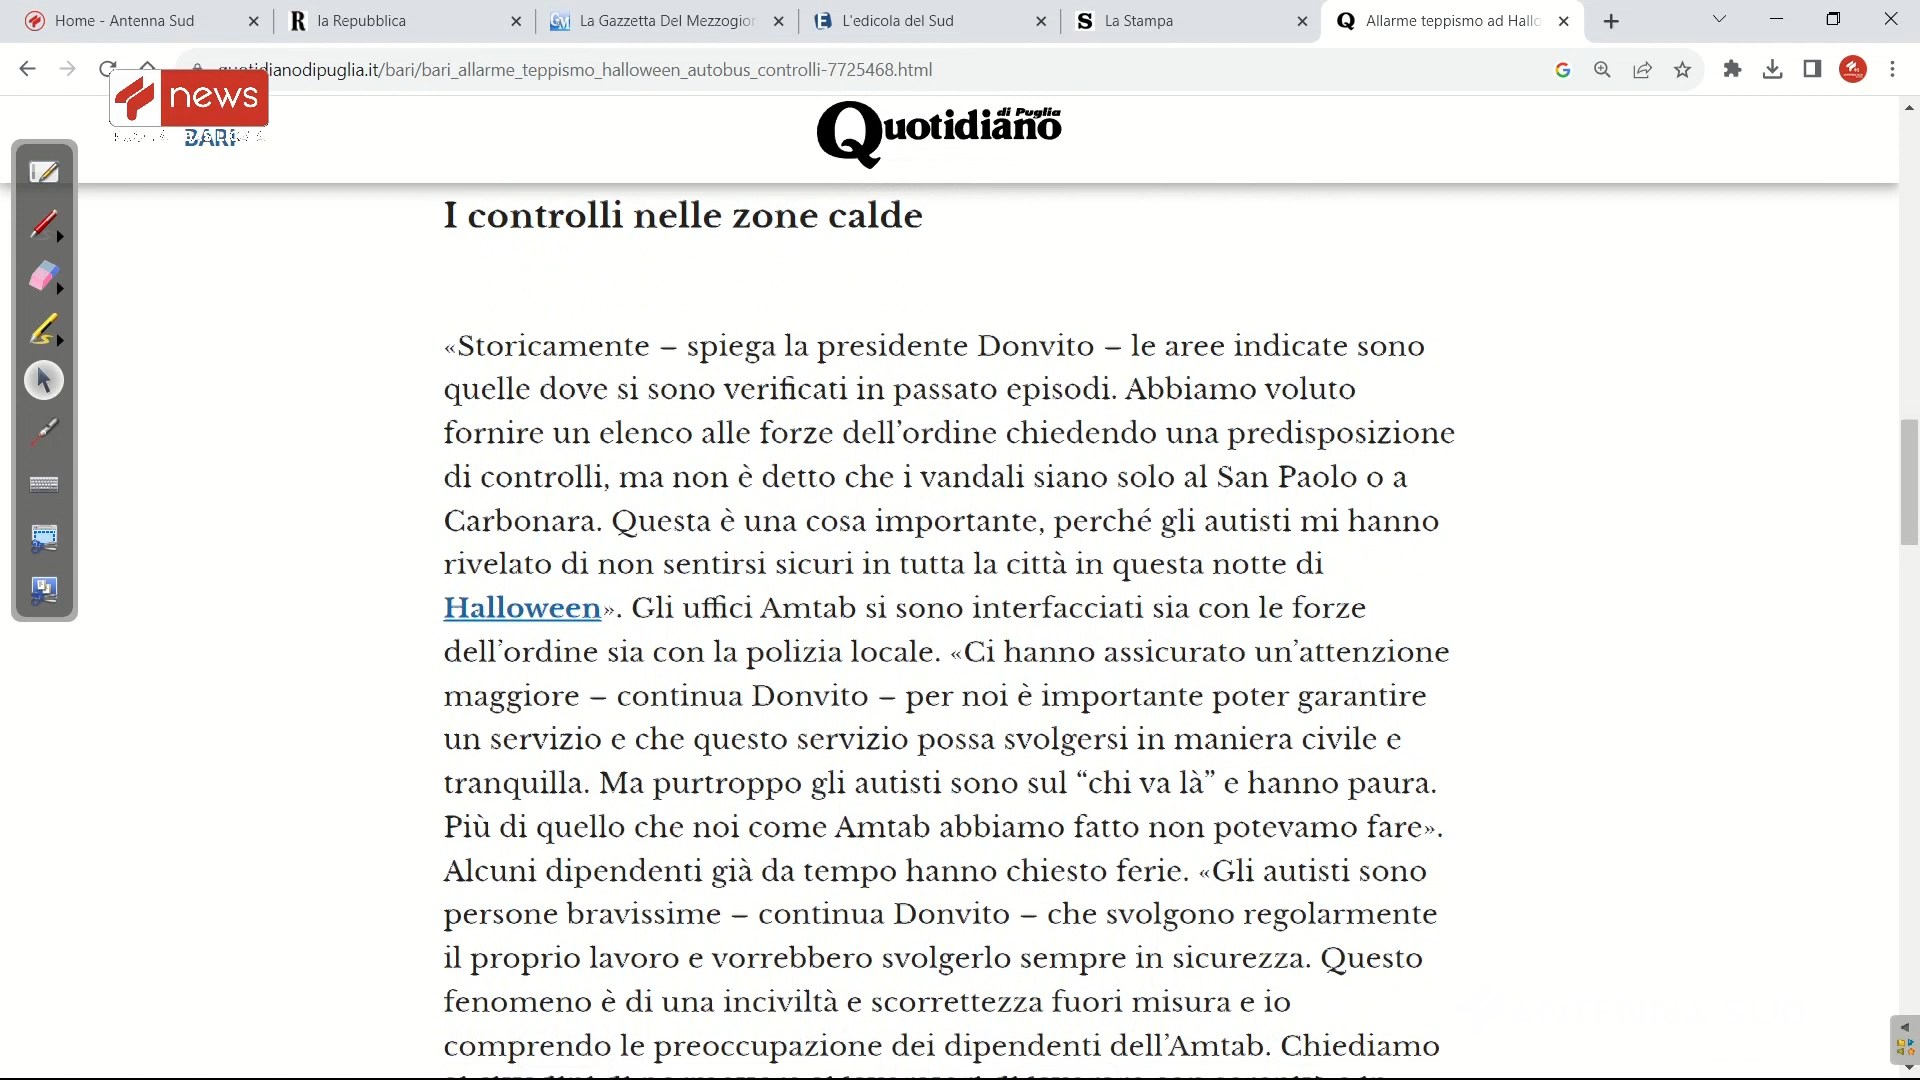 Home - Antenna Sud
la Repubblica
La Gazzetta Del Mezzogior
L'edicola del Sud
La Stampa
Allarme teppismo ad Hallo
quotidianodipuglia.it/bari/bari_allarme_teppismo_halloween_autobus_controlli-7725468.html
news
BARI
Quotidiano
di Puglia
I controlli nelle zone calde
«Storicamente – spiega la presidente Donvito – le aree indicate sono
quelle dove si sono verificati in passato episodi. Abbiamo voluto
fornire un elenco alle forze dell’ordine chiedendo una predisposizione
di controlli, ma non è detto che i vandali siano solo al San Paolo o a
Carbonara. Questa è una cosa importante, perché gli autisti mi hanno
rivelato di non sentirsi sicuri in tutta la città in questa notte di
Halloween». Gli uffici Amtab si sono interfacciati sia con le forze
dell’ordine sia con la polizia locale. «Ci hanno assicurato un’attenzione
maggiore – continua Donvito – per noi è importante poter garantire
un servizio e che questo servizio possa svolgersi in maniera civile e
tranquilla. Ma purtroppo gli autisti sono sul “chi va là” e hanno paura.
Più di quello che noi come Amtab abbiamo fatto non potevamo fare».
Alcuni dipendenti già da tempo hanno chiesto ferie. «Gli autisti sono
persone bravissime – continua Donvito – che svolgono regolarmente
il proprio lavoro e vorrebbero svolgerlo sempre in sicurezza. Questo
fenomeno è di una inciviltà e scorrettezza fuori misura e io
comprendo le preoccupazione dei dipendenti dell’Amtab. Chiediamo